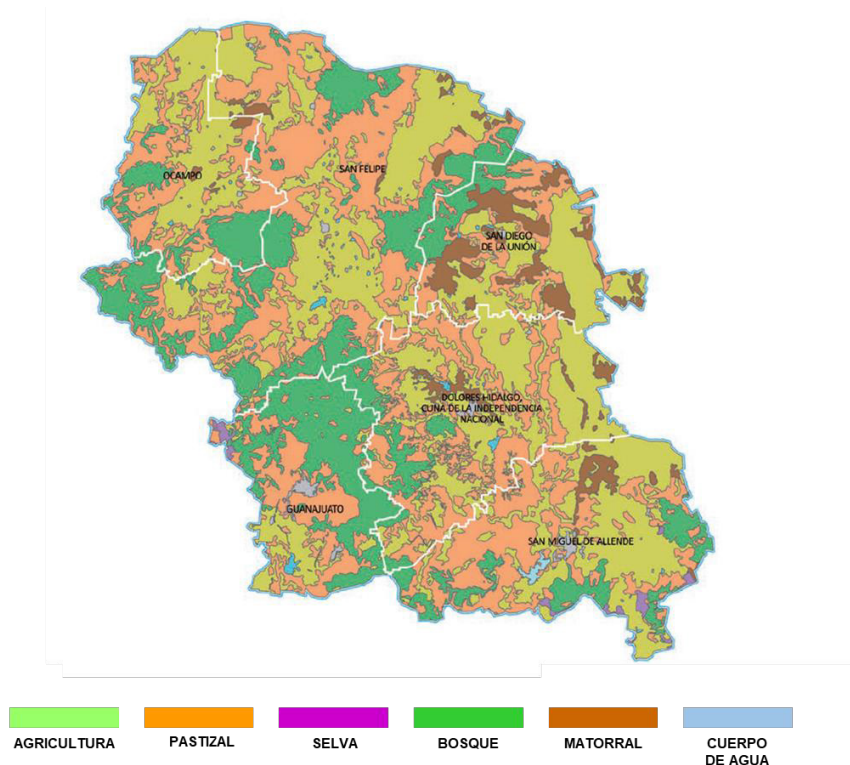 OCAMPO
SAN FELIPE
SAN DIEGO
DE LA UNIÓN
DOLORES HIDALGO,
CUNA DE LA INDEPENDENCIA
NACIONAL
GUANAJUATO
SAN MIGUEL DE ALLENDE
AGRICULTURA
PASTIZAL
SELVA
BOSQUE
MATORRAL
CUERPO
DE AGUA